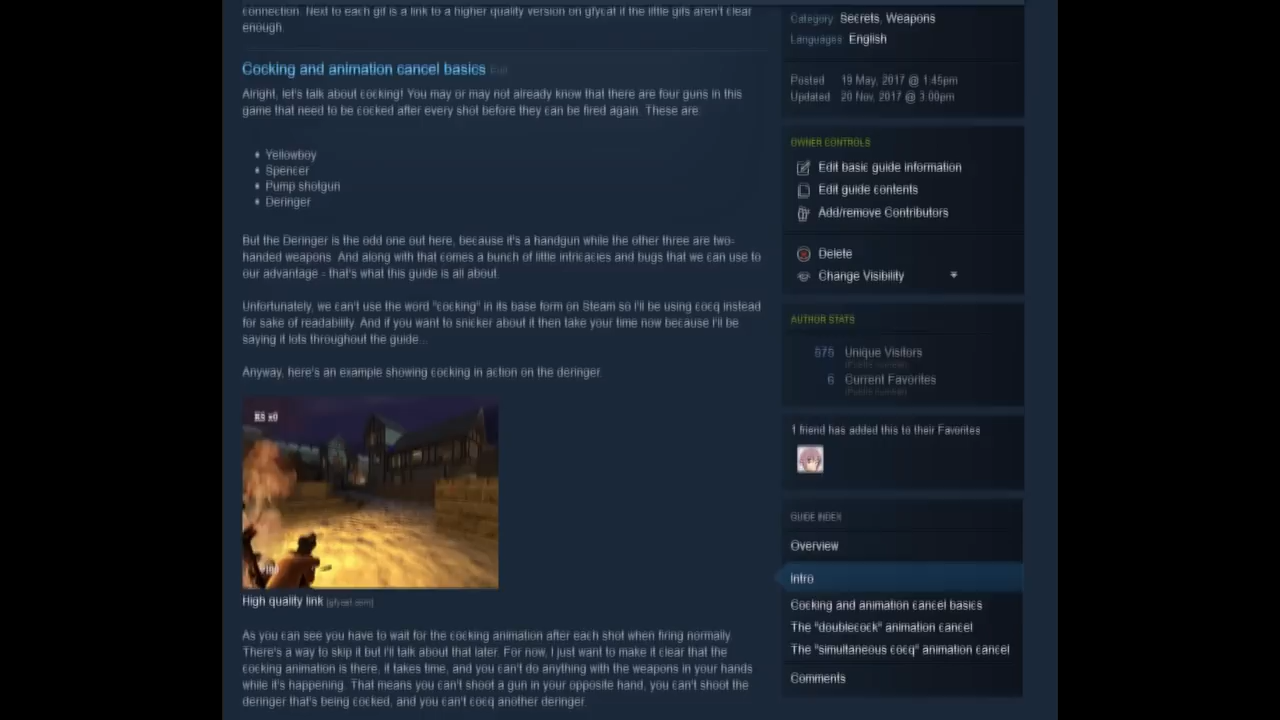 connection. Next to each gif is a link to a higher quality version on gfycat if the little gifs aren't clear
enough.
Cocking and animation cancel basics Edit
Alright, let's talk about cocking! You may or may not already know that there are four guns in this
game that need to be cocked after every shot before they can be fired again. These are:
• Yellowboy
• Spencer
• Pump shotgun
• Deringer
But the Deringer is the odd one out here, because it's a handgun while the other three are two-
handed weapons. And along with that comes a bunch of little intricacies and bugs that we can use to
our advantage - that's what this guide is all about.
Unfortunately, we can't use the word "cocking" in its base form on Steam so I'll be using cocq instead
for sake of readability. And if you want to snicker about it then take your time now because I'll be
saying it lots throughout the guide...
Anyway, here's an example showing cocking in action on the deringer.
High quality link [gfycat.com]
As you can see you have to wait for the cocking animation after each shot when firing normally.
There's a way to skip it but I'll talk about that later. For now, I just want to make it clear that the
cocking animation is there, it takes time, and you can't do anything with the weapons in your hands
while it's happening. That means you can't shoot a gun in your opposite hand, you can't shoot the
deringer that's being cocked, and you can't cocq another deringer.
Category: Secrets, Weapons
Languages: English
Posted 19 May, 2017 @ 1:45pm
Updated 20 Nov, 2017 @ 3:00pm
OWNER CONTROLS
Edit basic guide information
Edit guide contents
Add/remove Contributors
Delete
Change Visibility
AUTHOR STATS
675 Unique Visitors
6 Current Favorites
1 friend has added this to their Favorites
GUIDE INDEX
Overview
Intro
Cocking and animation cancel basics
The "doublecock" animation cancel
The "simultaneous cocq" animation cancel
Comments